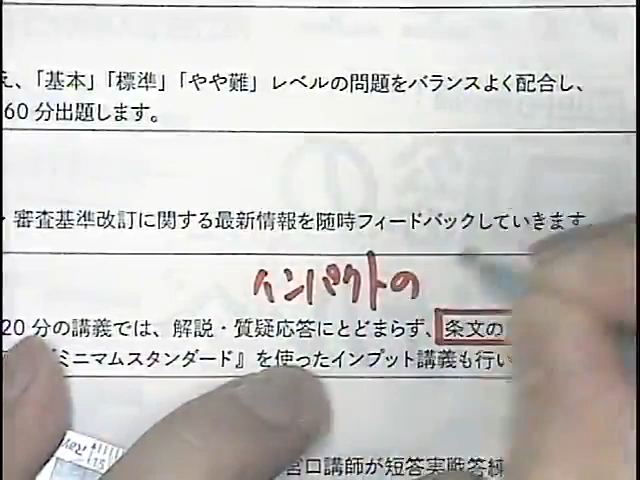 え、「基本」「標準」「やや難」レベルの問題をバランスよく配合し、
60分出題します。
審査基準改訂に関する最新情報を随時フィードバックしていきます。
インパクトの
20分の講義では、解説・質疑応答にとどまらず、条文の
『ミニマムスタンダード』を使ったインプット講義も行い
宮口講師が短答実戦答練